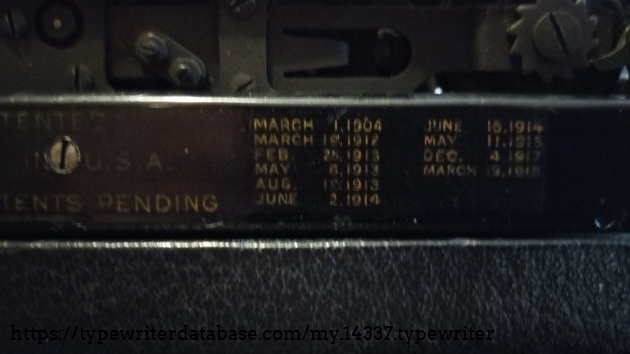 TENTED
IN U.S.A.
TENTS PENDING
MARCH 1, 1904
MARCH 19, 1912
FEB. 25, 1913
MAY 6, 1913
AUG. 1913
JUNE 2, 1914
JUNE 16, 1914
MAY 11, 1915
DEC. 4, 1917
MARCH 19, 1918
https://typewriterdatabase.com/my.14337.typewriter